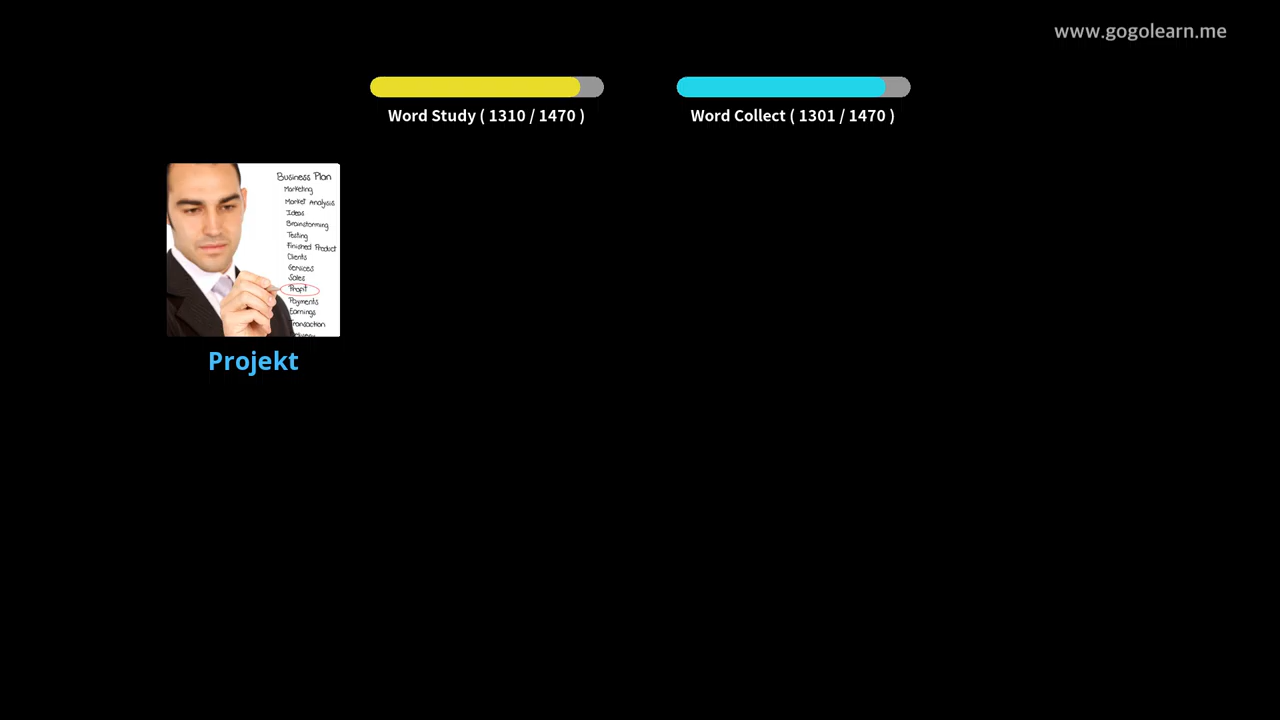 www.gogolearn.me
Word Study ( 1310 / 1470 )
Word Collect ( 1301 / 1470 )
Business Plan
Marketing
Market Analysis
Ideas
Brainstorming
Testing
Finished Product
Clients
Services
Sales
Profit
Payments
Earnings
Transaction
Projekt